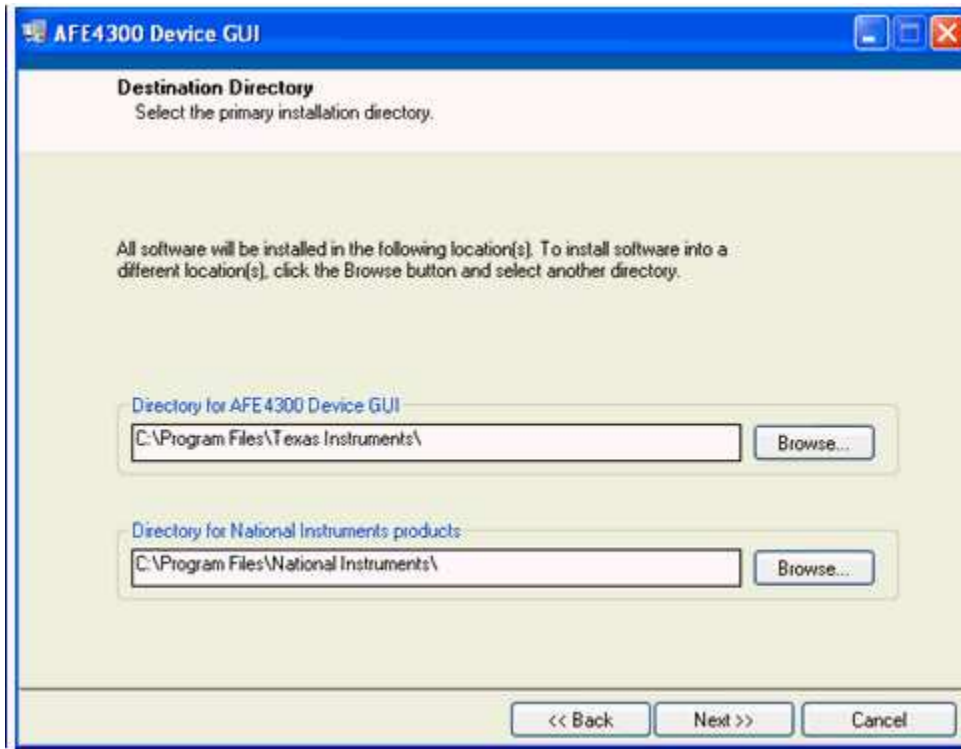 AFE4300 Device GUI
Destination Directory
Select the primary installation directory.
All software will be installed in the following location(s). To install software into a
different location(s), click the Browse button and select another directory.
Directory for AFE4300 Device GUI
C:\Program Files\Texas Instruments\
Browse...
Directory for National Instruments products
C:\Program Files\National Instruments\
Browse...
<< Back
Next >>
Cancel